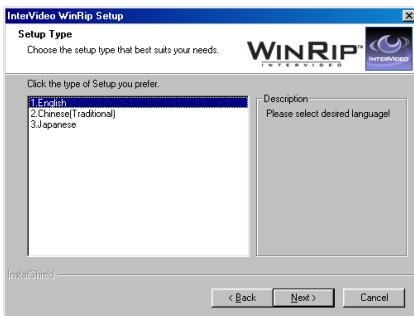 InterVideo WinRip Setup
Setup Type
Choose the setup type that best suits your needs.
WINRIP™
INTERVIDEO
INTERVIDEO
Click the type of Setup you prefer.
1.English
2.Chinese(Traditional)
3.Japanese
Description
Please select desired language!
InstallShield
< Back
Next >
Cancel